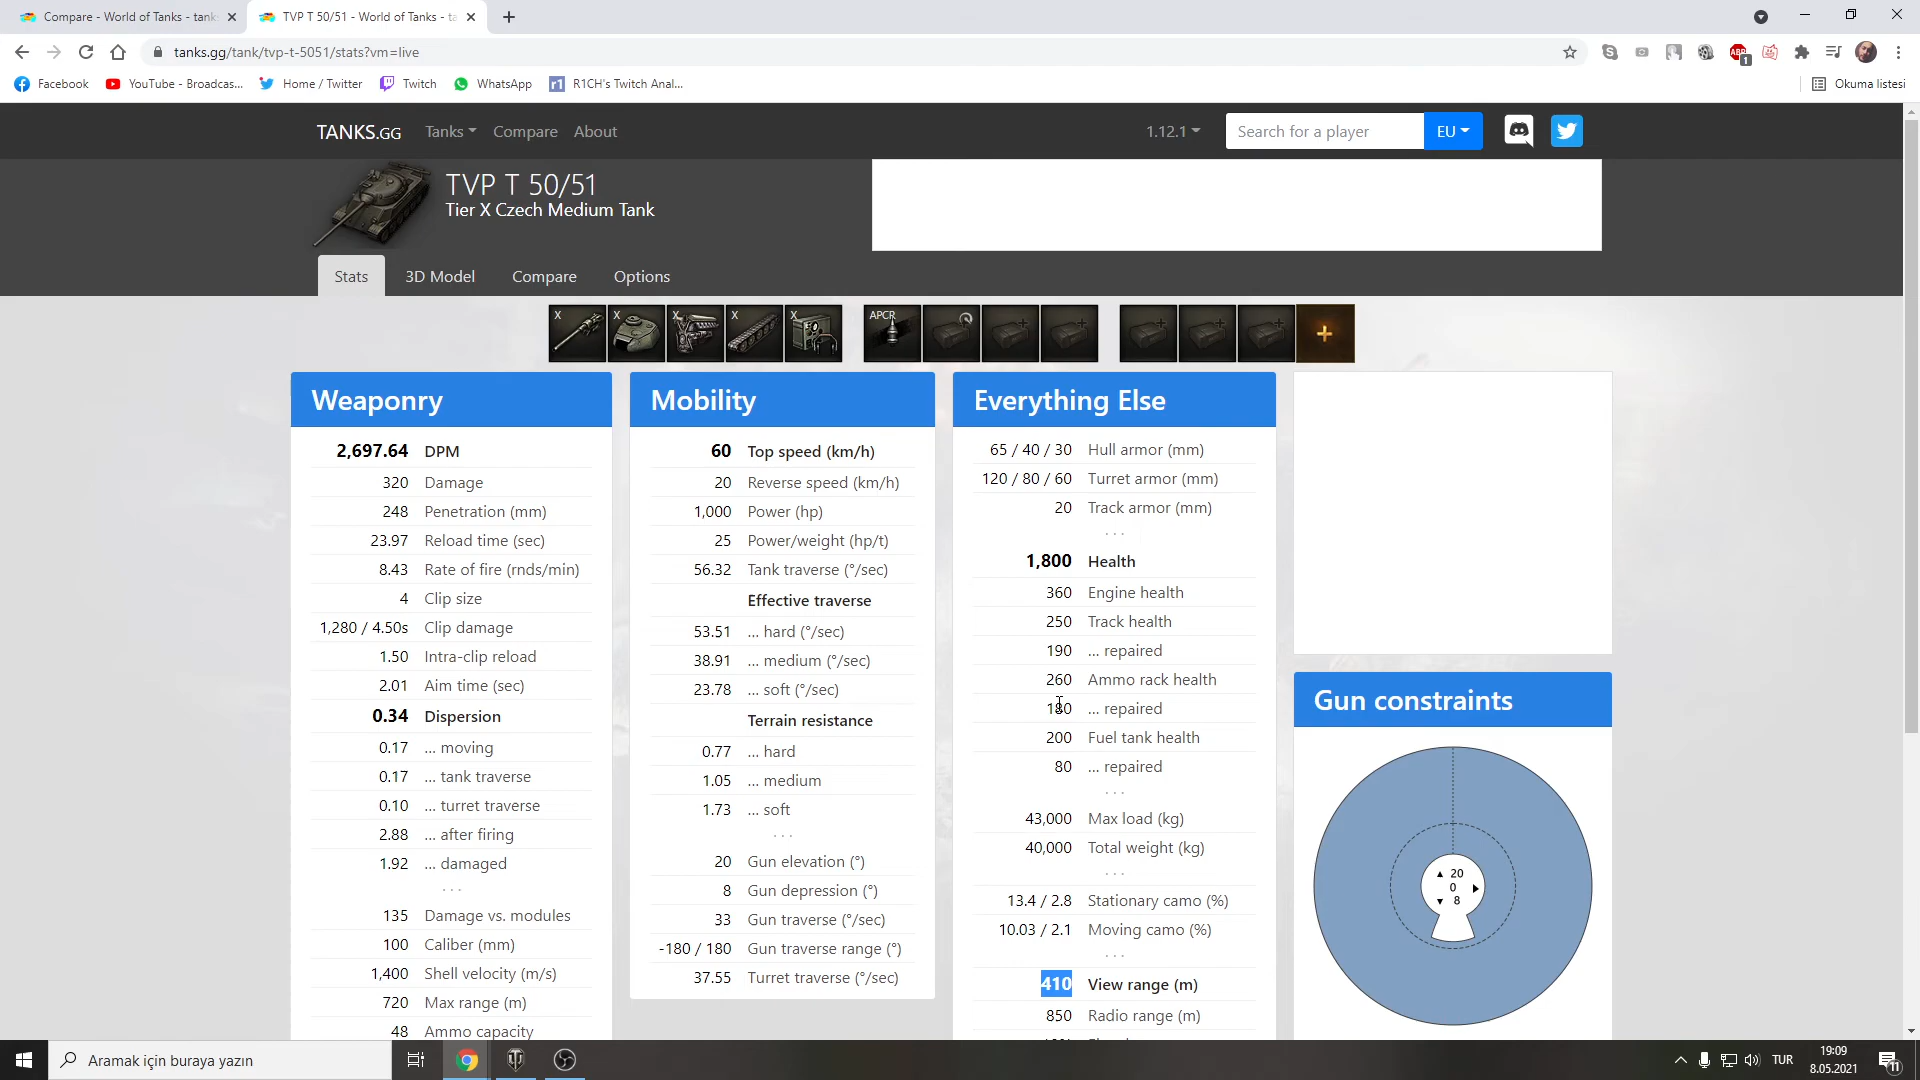 Compare - World of Tanks - tank
TVP T 50/51 - World of Tanks - ta
tanks.gg/tank/tvp-t-5051/stats?vm=live
ABP
1
Facebook
YouTube - Broadcas...
Home / Twitter
Twitch
WhatsApp
r1
R1CH's Twitch Anal...
Okuma listesi
TANKS.GG
Tanks
Compare
About
1.12.1
Search for a player
EU
TVP T 50/51
Tier X Czech Medium Tank
Stats
3D Model
Compare
Options
X
X
X
X
X
APCR
Weaponry
2,697.64 DPM
320 Damage
248 Penetration (mm)
23.97 Reload time (sec)
8.43 Rate of fire (rnds/min)
4 Clip size
1,280 / 4.50s Clip damage
1.50 Intra-clip reload
2.01 Aim time (sec)
0.34 Dispersion
0.17 ... moving
0.17 ... tank traverse
0.10 ... turret traverse
2.88 ... after firing
1.92 ... damaged
...
135 Damage vs. modules
100 Caliber (mm)
1,400 Shell velocity (m/s)
720 Max range (m)
48 Ammo capacity
Mobility
60 Top speed (km/h)
20 Reverse speed (km/h)
1,000 Power (hp)
25 Power/weight (hp/t)
56.32 Tank traverse (°/sec)
Effective traverse
53.51 ... hard (°/sec)
38.91 ... medium (°/sec)
23.78 ... soft (°/sec)
Terrain resistance
0.77 ... hard
1.05 ... medium
1.73 ... soft
...
20 Gun elevation (°)
8 Gun depression (°)
33 Gun traverse (°/sec)
-180 / 180 Gun traverse range (°)
37.55 Turret traverse (°/sec)
Everything Else
65 / 40 / 30 Hull armor (mm)
120 / 80 / 60 Turret armor (mm)
20 Track armor (mm)
...
1,800 Health
360 Engine health
250 Track health
190 ... repaired
260 Ammo rack health
180 ... repaired
200 Fuel tank health
80 ... repaired
...
43,000 Max load (kg)
40,000 Total weight (kg)
...
13.4 / 2.8 Stationary camo (%)
10.03 / 2.1 Moving camo (%)
...
410 View range (m)
850 Radio range (m)
Gun constraints
20
0
8
Aramak için buraya yazın
TUR
19:09
8.05.2021
11